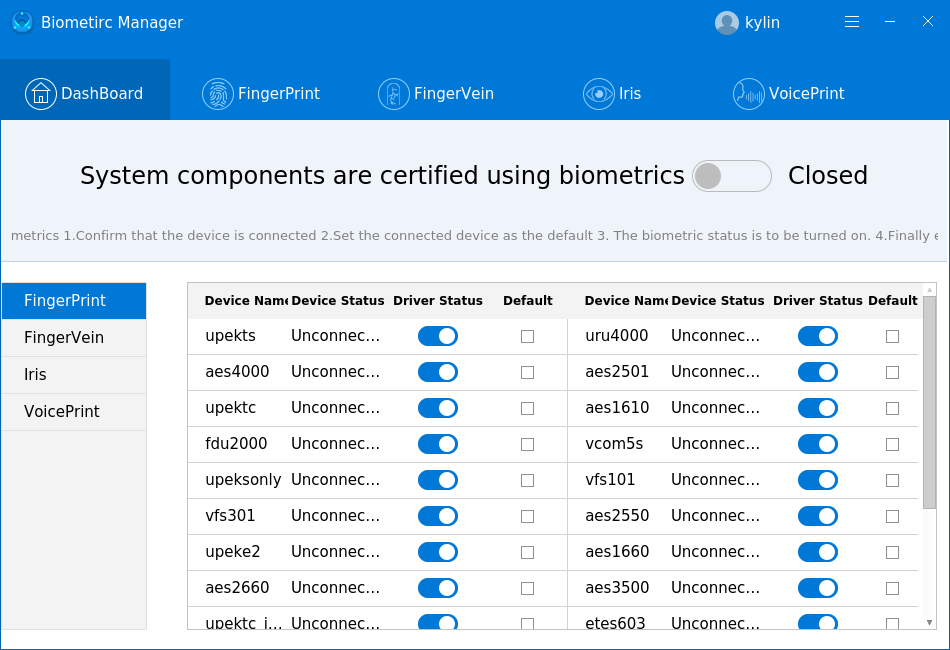 Biometirc Manager kylin
DashBoard FingerPrint FingerVein Iris VoicePrint
System components are certified using biometrics Closed
metrics 1.Confirm that the device is connected 2.Set the connected device as the default 3. The biometric status is to be turned on. 4.Finally e
FingerPrint
FingerVein
Iris
VoicePrint
Device Name Device Status Driver Status Default Device Name Device Status Driver Status Default
upekts Unconnec... uru4000 Unconnec...
aes4000 Unconnec... aes2501 Unconnec...
upektc Unconnec... aes1610 Unconnec...
fdu2000 Unconnec... vcom5s Unconnec...
upeksonly Unconnec... vfs101 Unconnec...
vfs301 Unconnec... aes2550 Unconnec...
upeke2 Unconnec... aes1660 Unconnec...
aes2660 Unconnec... aes3500 Unconnec...
upektc_i... Unconnec... etes603 Unconnec...